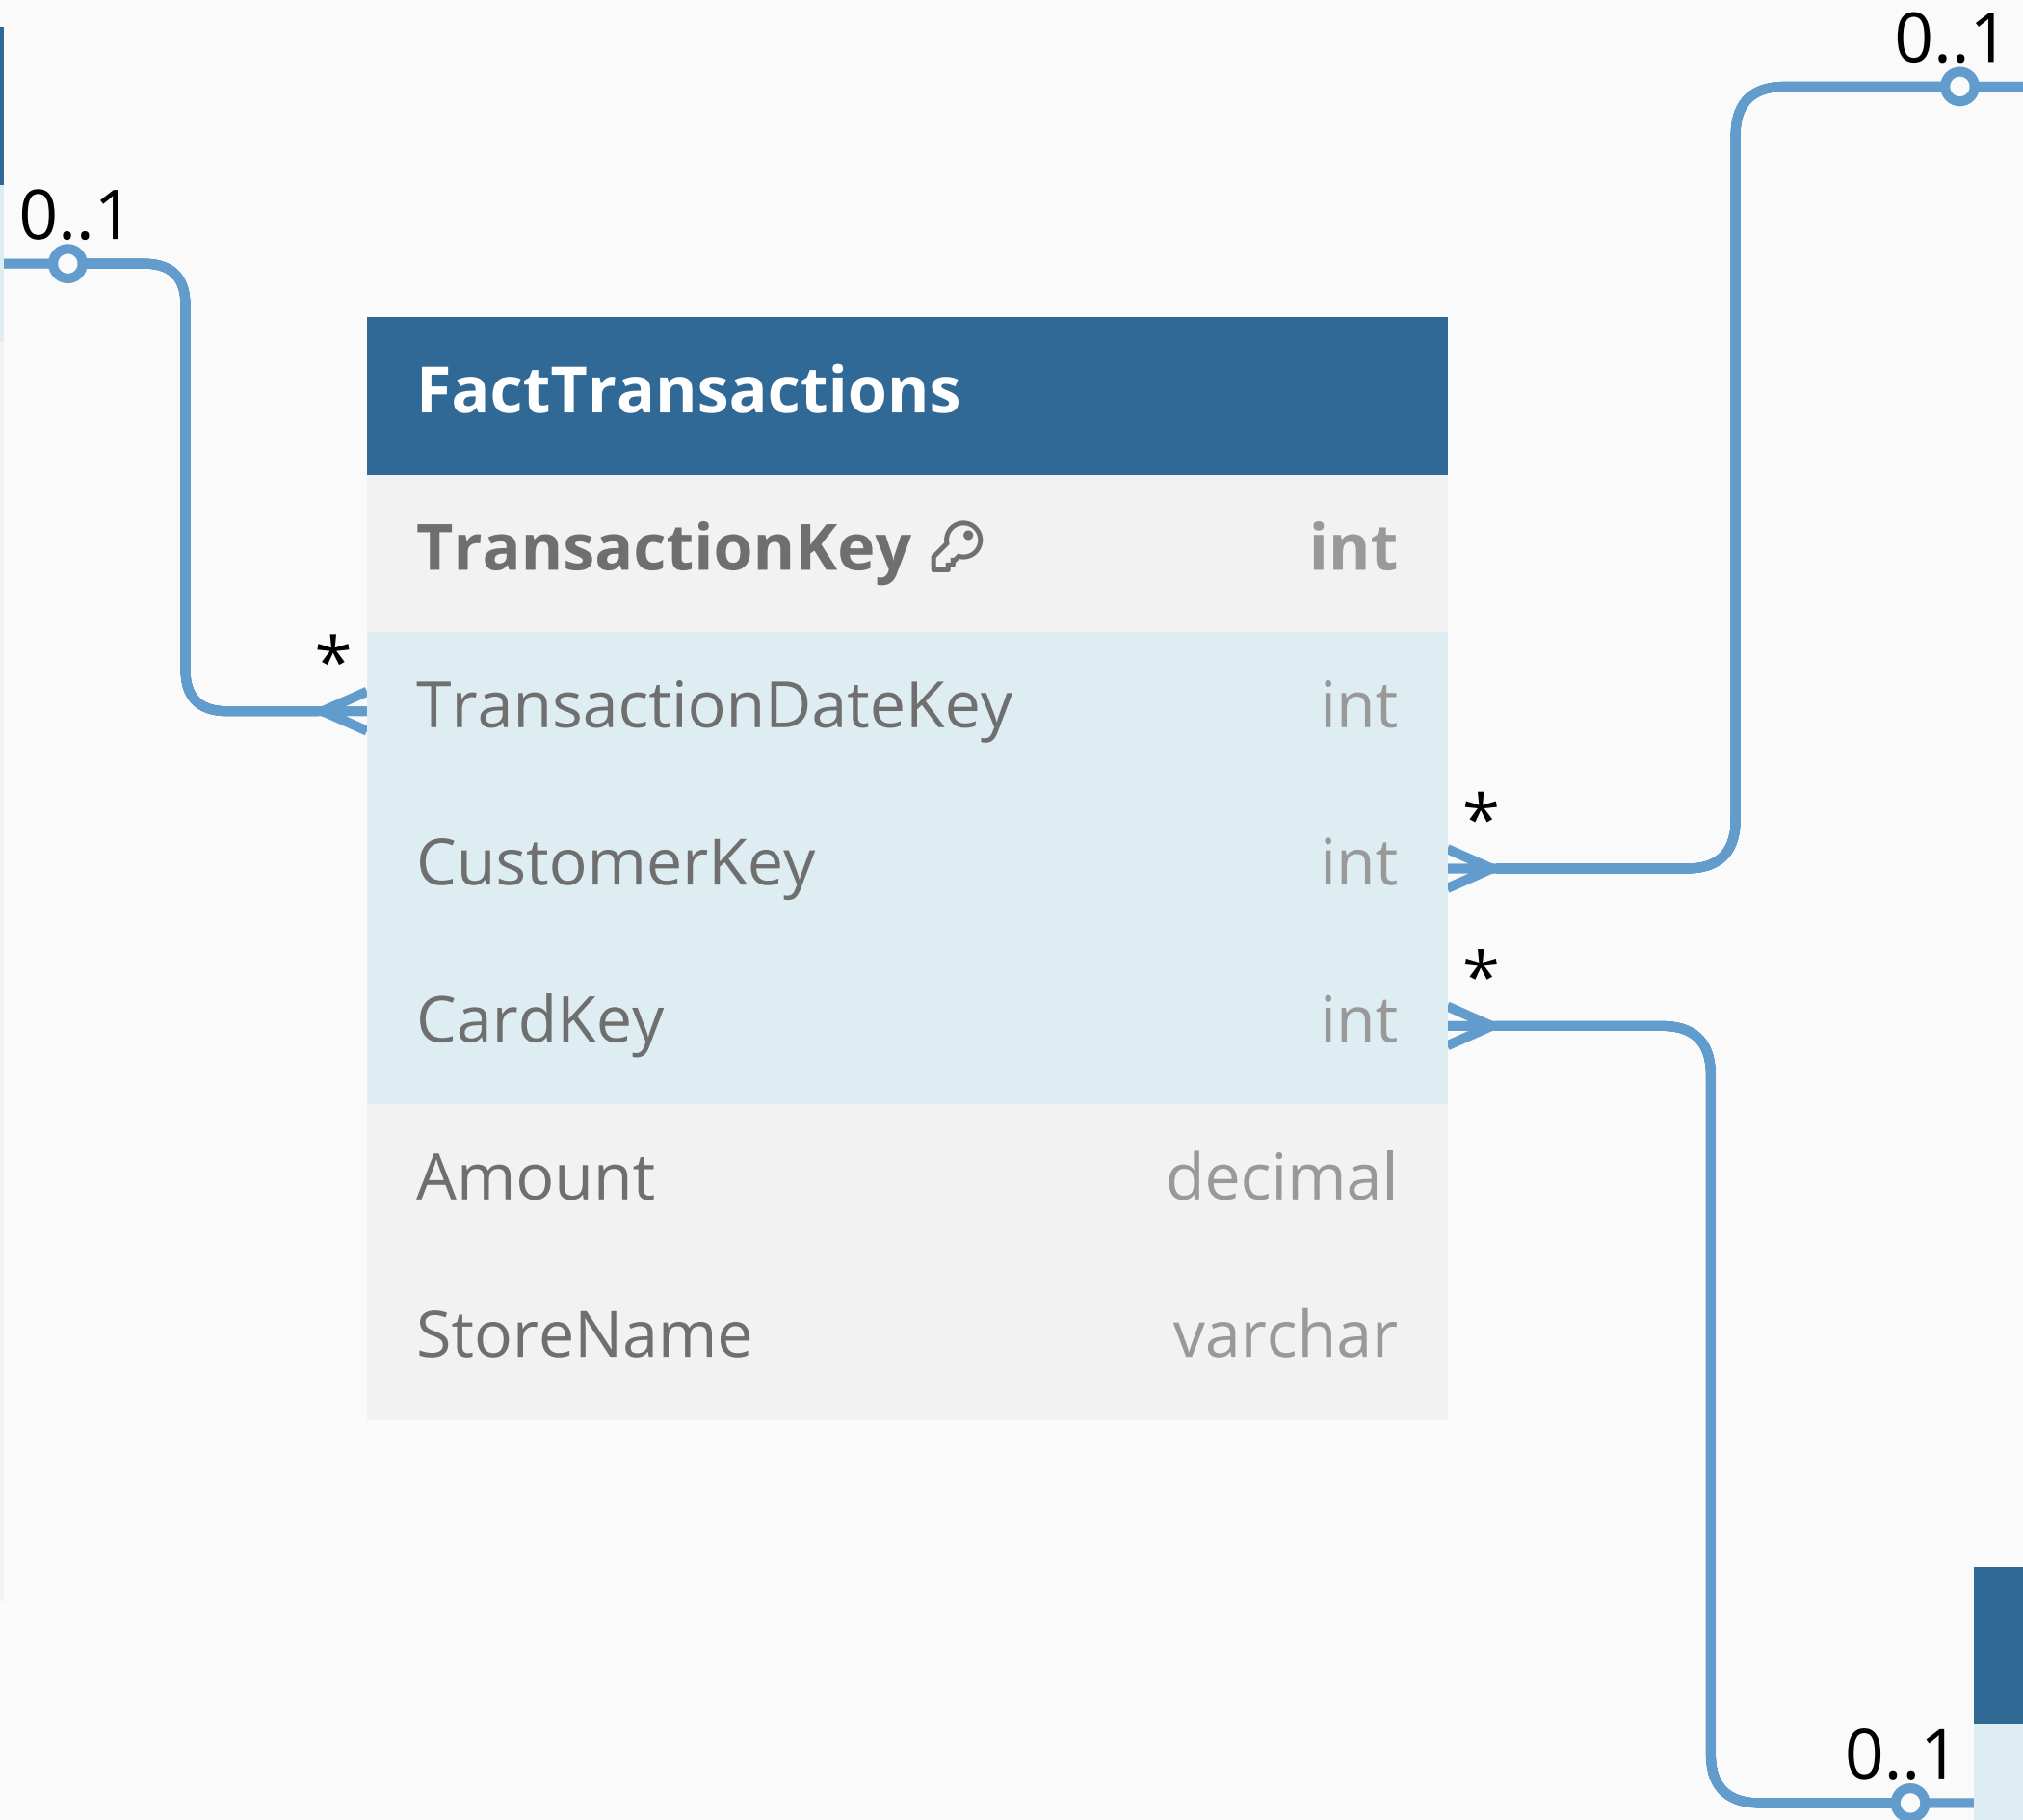 0..1
0..1
FactTransactions
TransactionKey int
*
TransactionDateKey int
*
CustomerKey int
*
CardKey int
Amount decimal
StoreName varchar
0..1